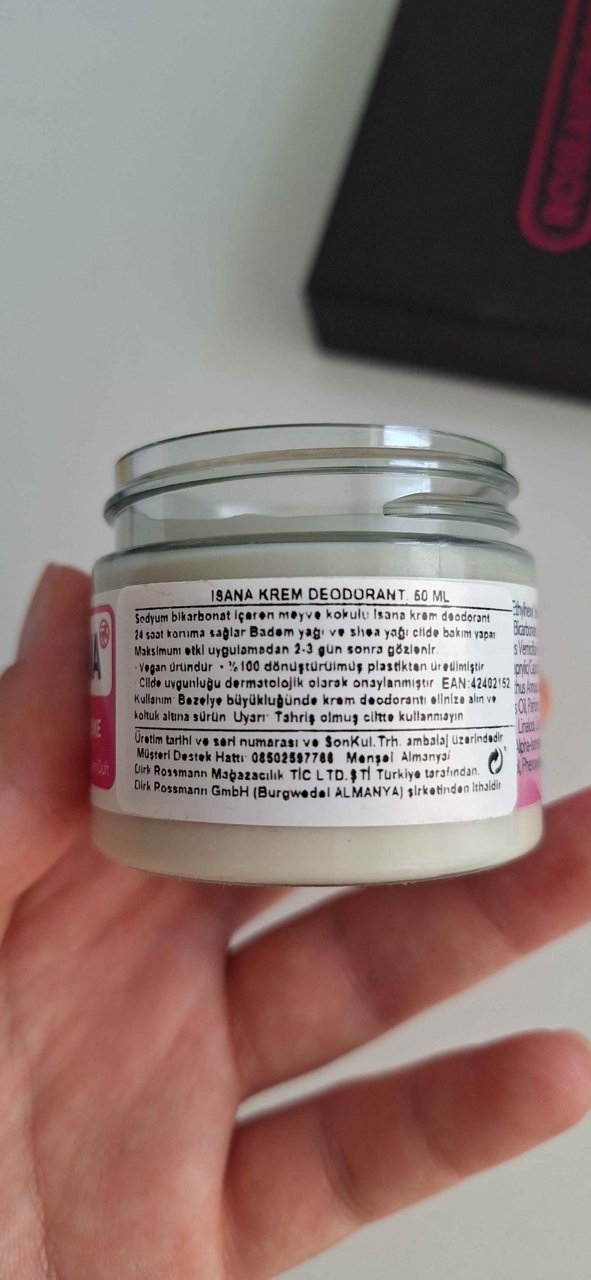 ISANA KREM DEODORANT. 50 ML
Sodyum bikarbonat içeren meyve kokulu isana krem deodorant
24 saat koruma sağlar Badem yağı ve shea yağı cilde bakım yapar
Maksimum etki uygulamadan 2-3 gün sonra gözlenir.
· Vegan üründür · %100 dönüştürülmüş plastikten üretilmiştir
· Cilde uygunluğu dermatolojik olarak onaylanmıştır EAN:42402152
Kullanım Bezelye büyüklüğünde krem deodorantı elinize alın ve
koltuk altına sürün Uyarı: Tahriş olmuş ciltte kullanmayın
Üretim tarihi ve seri numarası ve SonKul.Trh. ambalaj üzerindedir
Müşteri Destek Hattı: 08502597786 Menşei Almanya/
Dirk Rossmann Mağazacılık TİC LTD.ŞTİ Türkiye tarafından.
Dirk Rossmann GmbH (Burgwedel ALMANYA) şirketinden ithaldir
A®
Duft
Linalool,